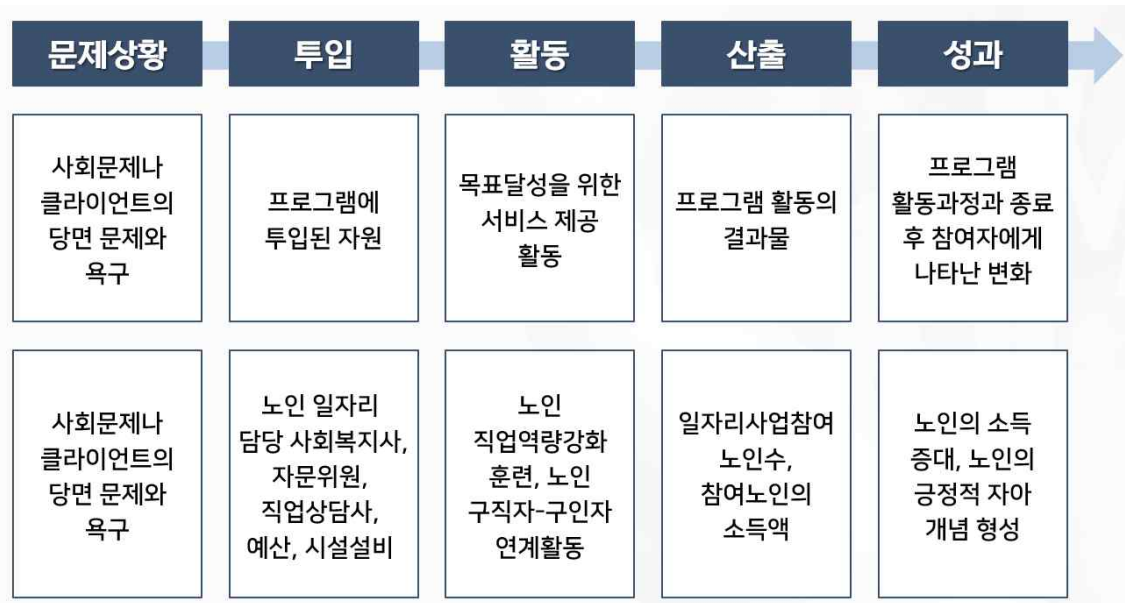 문제상황
투입
활동
산출
성과
사회문제나
클라이언트의
당면 문제와
욕구
프로그램에
투입된 자원
목표달성을 위한
서비스 제공
활동
프로그램 활동의
결과물
프로그램
활동과정과 종료
후 참여자에게
나타난 변화
사회문제나
클라이언트의
당면 문제와
욕구
노인 일자리
담당 사회복지사,
자문위원,
직업상담사,
예산, 시설설비
노인
직업역량강화
훈련, 노인
구직자-구인자
연계활동
일자리사업참여
노인수,
참여노인의
소득액
노인의 소득
증대, 노인의
긍정적 자아
개념 형성